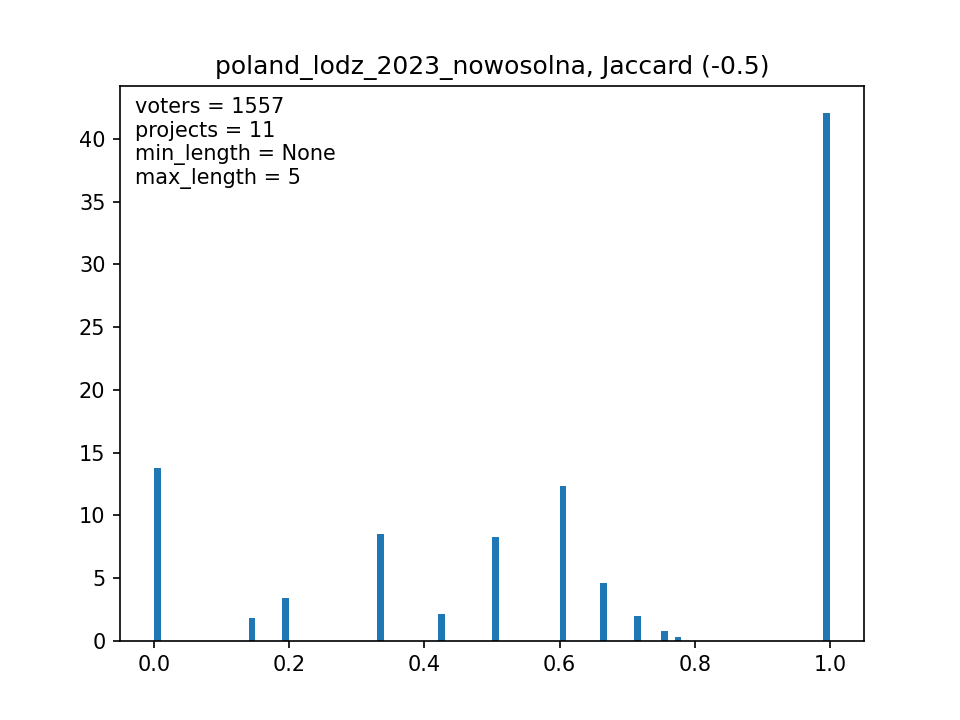 poland_lodz_2023_nowosolna, Jaccard (-0.5)
voters = 1557
projects = 11
min_length = None
max_length = 5
40
35
30
25
20
15
10
5
0
0.0 0.2 0.4 0.6 0.8 1.0